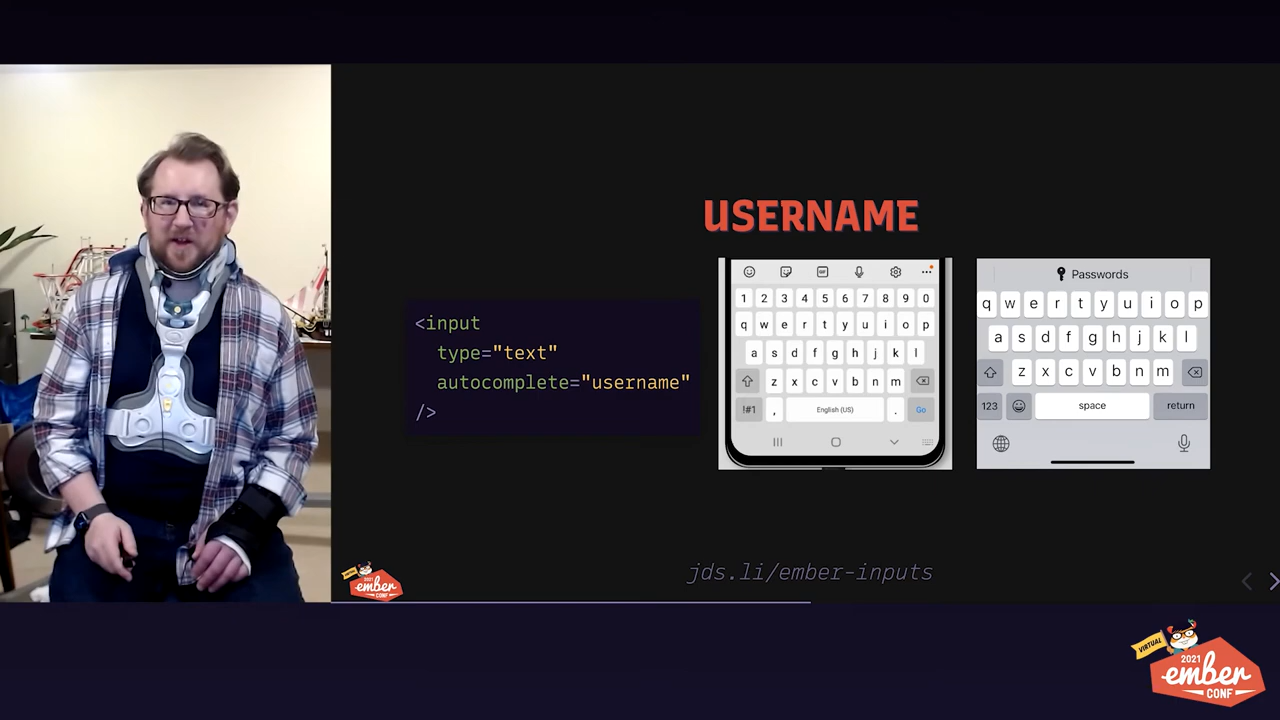 USERNAME
<input
type="text"
autocomplete="username"
/>
GIF
1 2 3 4 5 6 7 8 9 0
q w e r t y u i o p
a s d f g h j k l
z x c v b n m
!#1 , English (US) . Go
Passwords
q w e r t y u i o p
a s d f g h j k l
z x c v b n m
123 space return
jds.li/ember-inputs
2021
ember
CONF
VIRTUAL
2021
ember
CONF